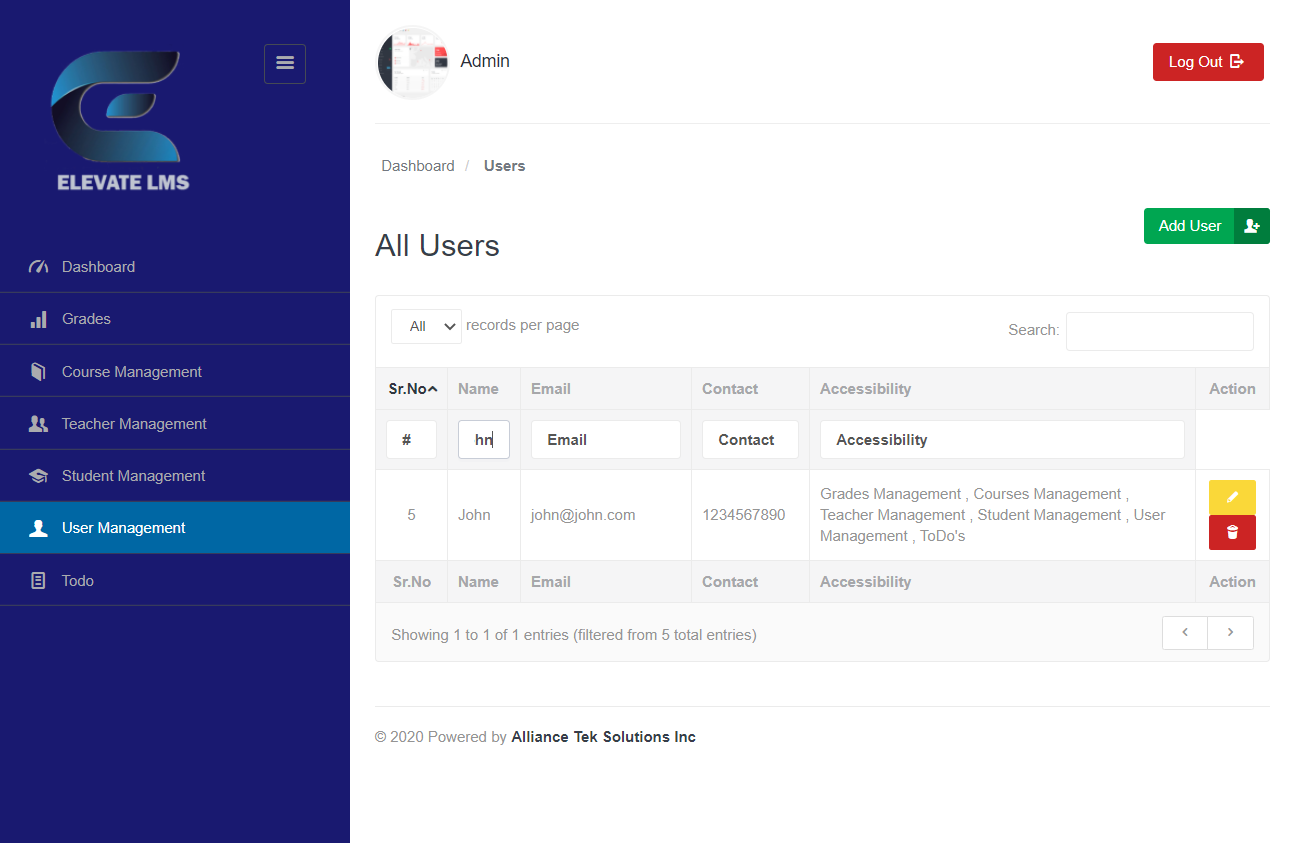 ELEVATE LMS
Dashboard
Grades
Course Management
Teacher Management
Student Management
User Management
Todo
Admin
Log Out
Dashboard / Users
All Users
Add User
All records per page
Search:
Sr.No Name Email Contact Accessibility Action
# hn Email Contact Accessibility
5 John john@john.com 1234567890 Grades Management , Courses Management ,
Teacher Management , Student Management , User
Management , ToDo's
Sr.No Name Email Contact Accessibility Action
Showing 1 to 1 of 1 entries (filtered from 5 total entries)
© 2020 Powered by Alliance Tek Solutions Inc